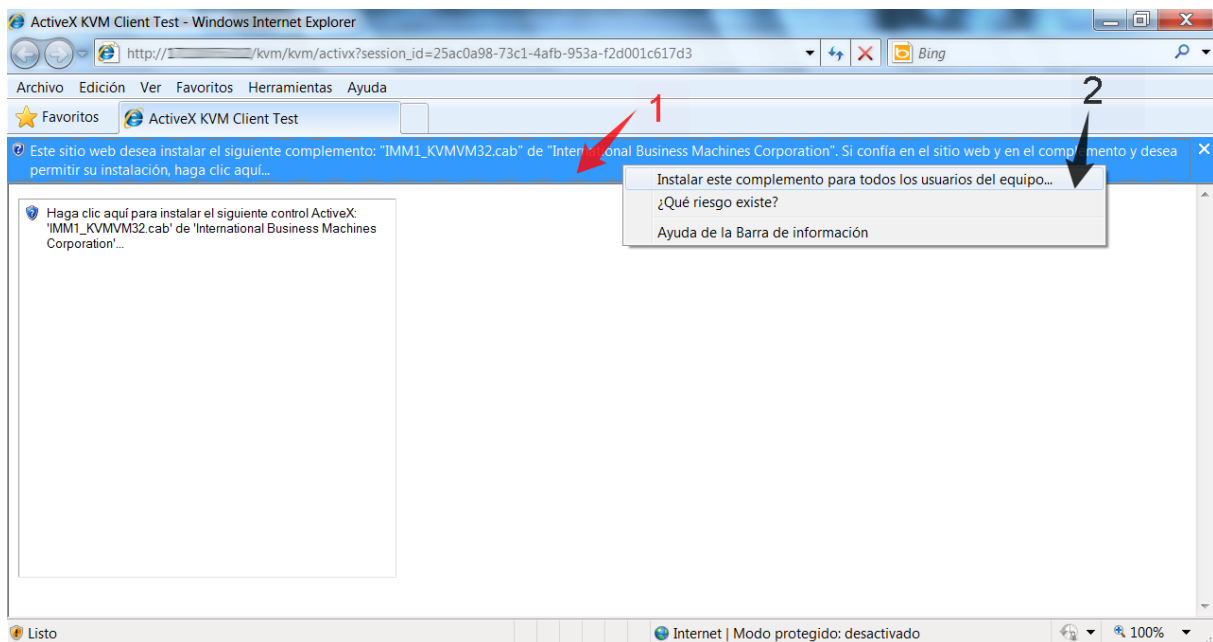 ActiveX KVM Client Test - Windows Internet Explorer
http://1 /kvm/kvm/activx?session_id=25ac0a98-73c1-4afb-953a-f2d001c617d3
Bing
Archivo Edición Ver Favoritos Herramientas Ayuda
Favoritos ActiveX KVM Client Test
1
2
Este sitio web desea instalar el siguiente complemento: "IMM1_KVMVM32.cab" de "International Business Machines Corporation". Si confía en el sitio web y en el complemento y desea
permitir su instalación, haga clic aquí...
Instalar este complemento para todos los usuarios del equipo...
¿Qué riesgo existe?
Ayuda de la Barra de información
Haga clic aquí para instalar el siguiente control ActiveX:
'IMM1_KVMVM32.cab' de 'International Business Machines
Corporation'...
Listo
Internet | Modo protegido: desactivado
100%